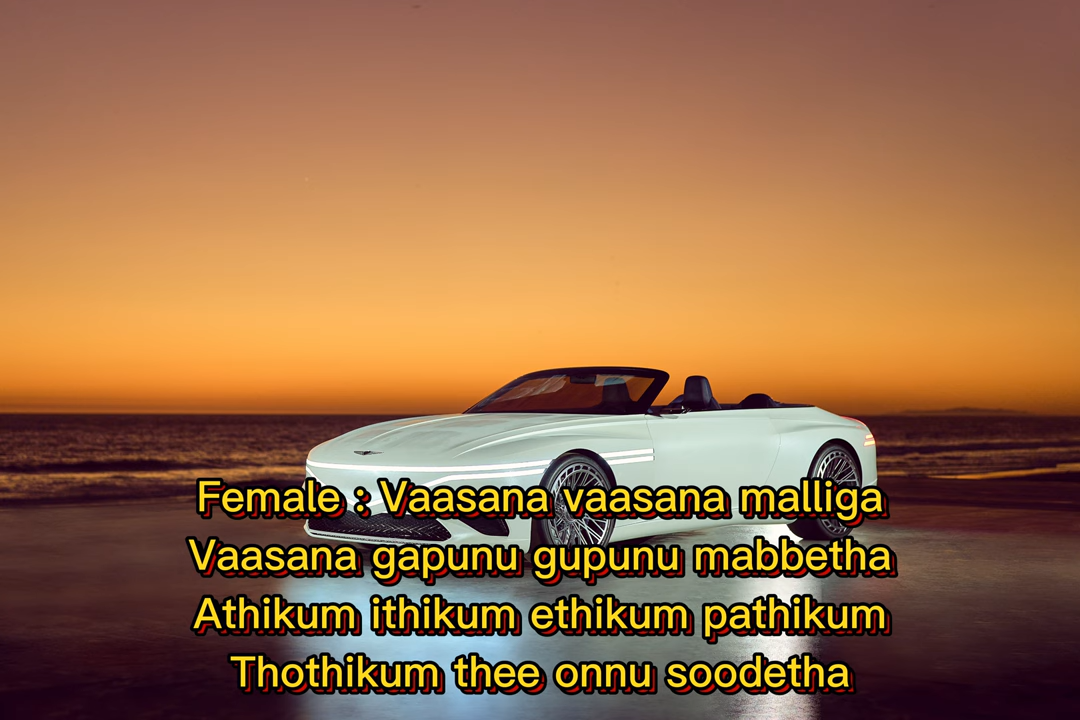 Female : Vaasana vaasana malliga
Vaasana gapunu gupunu mabbetha
Athikum ithikum ethikum pathikum
Thothikum thee onnu soodetha